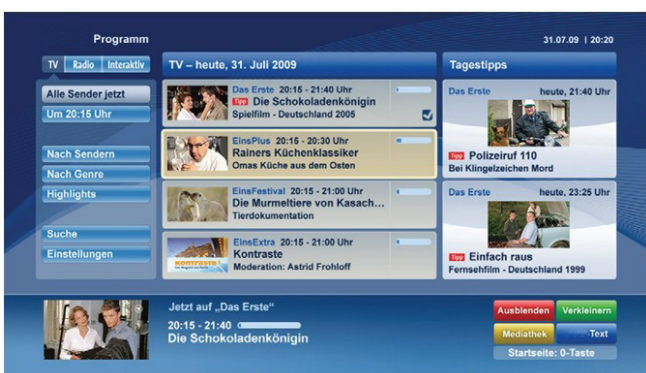 Programm
31.07.09 | 20:20
TV Radio Interaktiv
Alle Sender jetzt
Um 20:15 Uhr
Nach Sendern
Nach Genre
Highlights
Suche
Einstellungen
TV – heute, 31. Juli 2009
Das Erste 20:15 - 21:40 Uhr
Tipp Die Schokoladenkönigin
Spielfilm - Deutschland 2005
EinsPlus 20:15 - 20:30 Uhr
Rainers Küchenklassiker
Omas Küche aus dem Osten
EinsFestival 20:15 - 21:00 Uhr
Die Murmeltiere von Kasach...
Tierdokumentation
KONTRASTE
EinsExtra 20:15 - 21:00 Uhr
Kontraste
Moderation: Astrid Frohloff
Tagestipps
Das Erste heute, 21:40 Uhr
Tipp Polizeiruf 110
Bei Klingelzeichen Mord
Das Erste heute, 23:25 Uhr
Tipp Einfach raus
Fernsehfilm - Deutschland 1999
Jetzt auf „Das Erste“
20:15 - 21:40
Die Schokoladenkönigin
Ausblenden Verkleinern
Mediathek Text
Startseite: 0-Taste